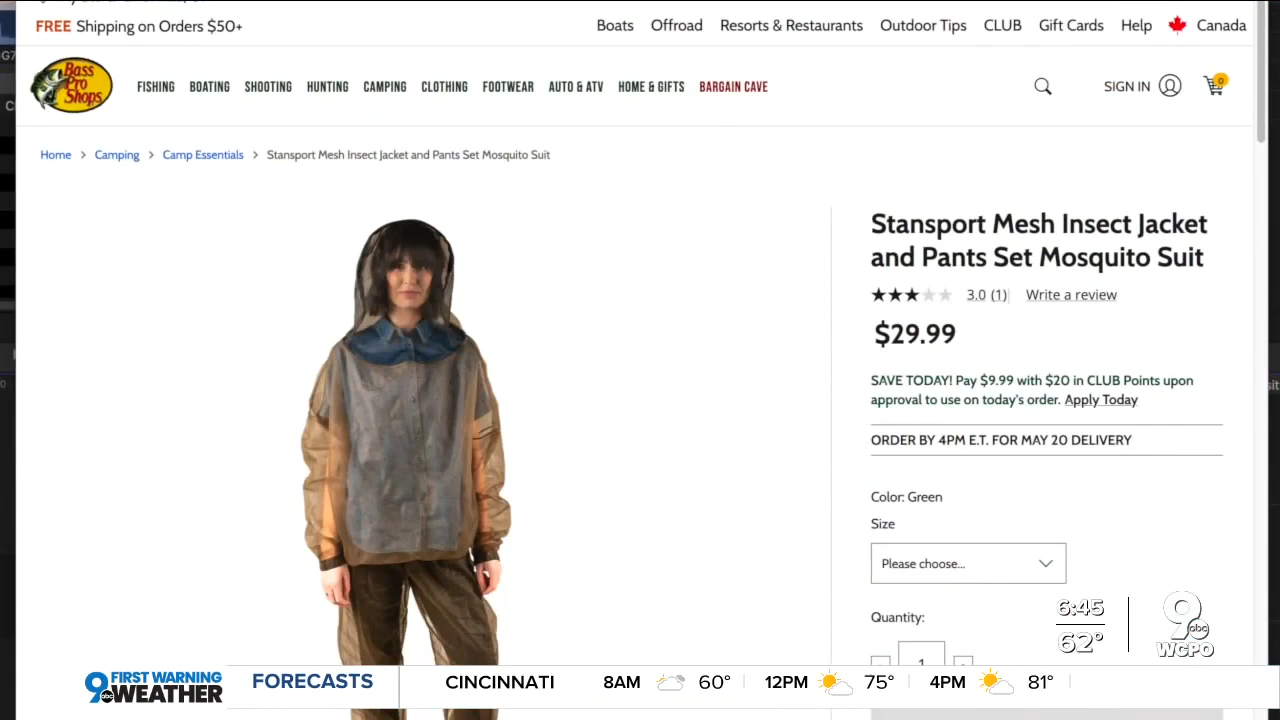 FREE Shipping on Orders $50+
Boats Offroad Resorts & Restaurants Outdoor Tips CLUB Gift Cards Help Canada
Bass
Pro
Shops
FISHING BOATING SHOOTING HUNTING CAMPING CLOTHING FOOTWEAR AUTO & ATV HOME & GIFTS BARGAIN CAVE
SIGN IN
0
Home > Camping > Camp Essentials > Stansport Mesh Insect Jacket and Pants Set Mosquito Suit
Stansport Mesh Insect Jacket
and Pants Set Mosquito Suit
3.0 (1) Write a review
$29.99
SAVE TODAY! Pay $9.99 with $20 in CLUB Points upon
approval to use on today's order. Apply Today
ORDER BY 4PM E.T. FOR MAY 20 DELIVERY
Color: Green
Size
Please choose...
Quantity:
1
6:45
62°
9
abc
WCPO
9 abc FIRST WARNING
WEATHER
FORECASTS CINCINNATI 8AM 60° 12PM 75° 4PM 81°